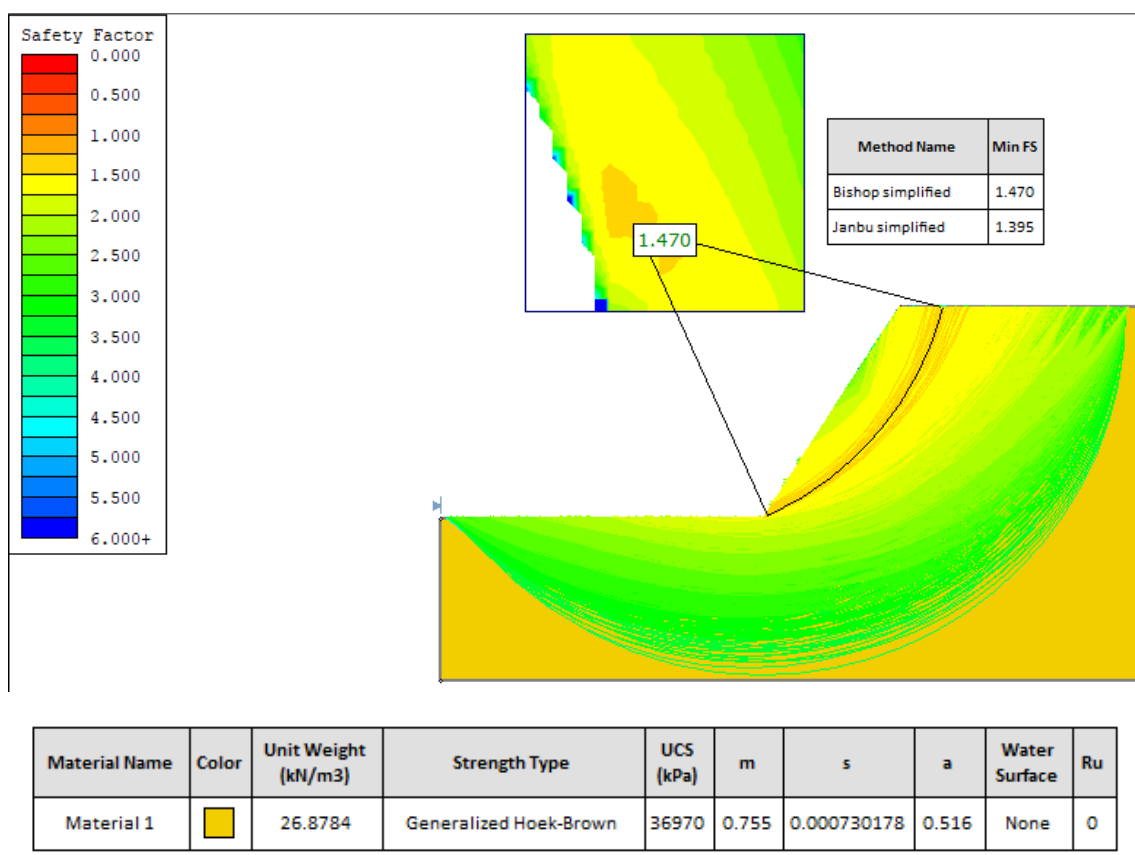 Safety Factor
0.000
0.500
1.000
1.500
2.000
2.500
3.000
3.500
4.000
4.500
5.000
5.500
6.000+
1.470
Method Name Min FS
Bishop simplified 1.470
Janbu simplified 1.395
Material Name Color Unit Weight (kN/m3) Strength Type UCS (kPa) m s a Water Surface Ru
Material 1 26.8784 Generalized Hoek-Brown 36970 0.755 0.000730178 0.516 None 0